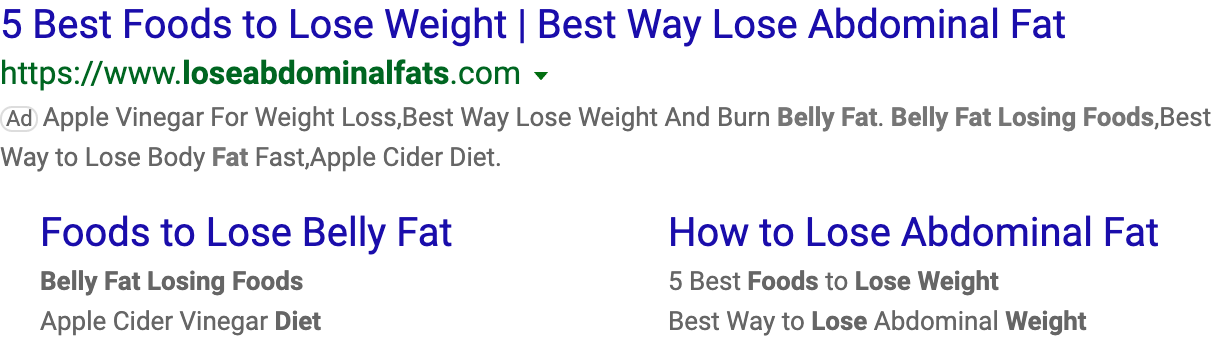 5 Best Foods to Lose Weight | Best Way Lose Abdominal Fat
https://www.loseabdominalfats.com
Ad Apple Vinegar For Weight Loss,Best Way Lose Weight And Burn Belly Fat. Belly Fat Losing Foods,Best
Way to Lose Body Fat Fast,Apple Cider Diet.
Foods to Lose Belly Fat
Belly Fat Losing Foods
Apple Cider Vinegar Diet
How to Lose Abdominal Fat
5 Best Foods to Lose Weight
Best Way to Lose Abdominal Weight